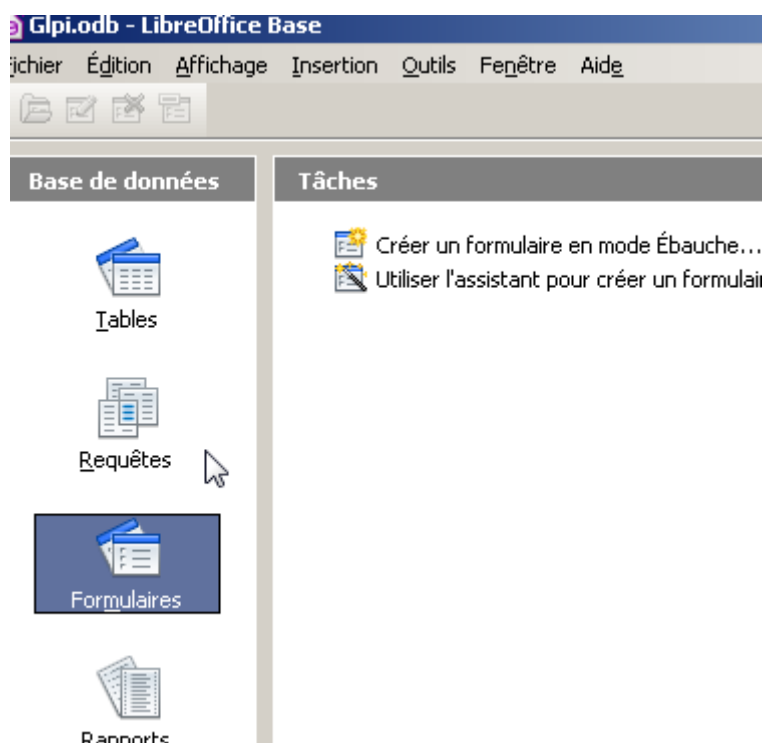 Glpi.odb - LibreOffice Base
Fichier Édition Affichage Insertion Outils Fenêtre Aide
Base de données
Tâches
Créer un formulaire en mode Ébauche...
Utiliser l'assistant pour créer un formulai
Tables
Requêtes
Formulaires
Rapports